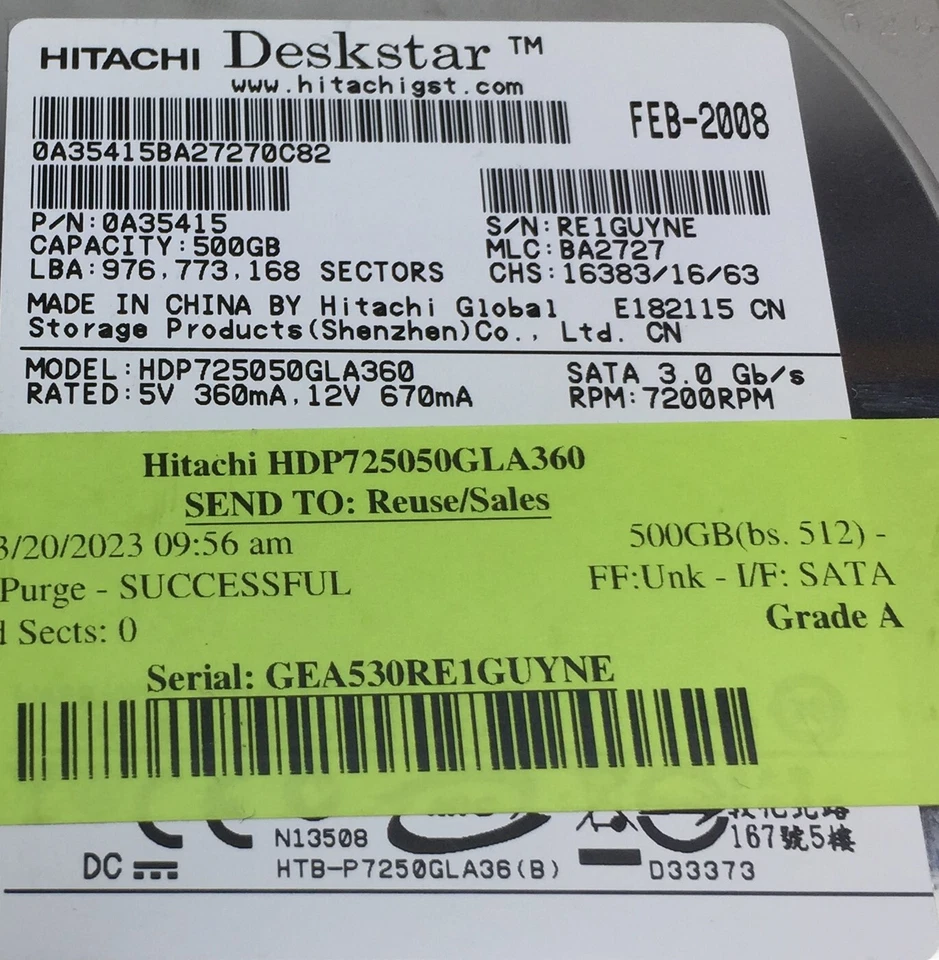 HITACHI Deskstar ™
www.hitachigst.com
FEB-2008
0A35415BA27270C82
P/N:0A35415
S/N:RE1GUYNE
CAPACITY:500GB
MLC:BA2727
LBA:976,773,168 SECTORS
CHS:16383/16/63
MADE IN CHINA BY Hitachi Global
E182115 CN
Storage Products(Shenzhen)Co., Ltd. CN
MODEL:HDP725050GLA360
SATA 3.0 Gb/s
RATED:5V 360mA,12V 670mA
RPM:7200RPM
Hitachi HDP725050GLA360
SEND TO: Reuse/Sales
3/20/2023 09:56 am
500GB(bs. 512) -
Purge - SUCCESSFUL
FF:Unk - I/F: SATA
Sects: 0
Grade A
Serial: GEA530RE1GUYNE
N13508
167號5樓
DC
HTB-P7250GLA36(B)
D33373